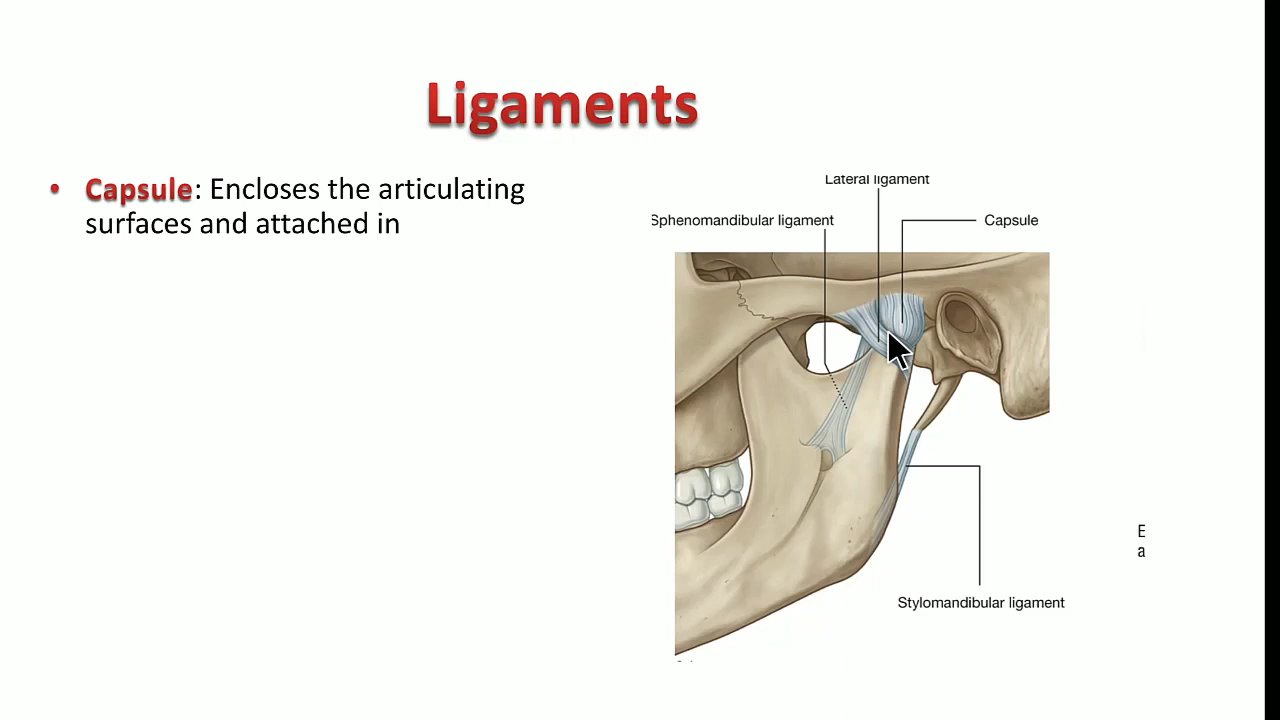 Ligaments
• Capsule: Encloses the articulating
surfaces and attached in
Lateral ligament
Sphenomandibular ligament
Capsule
Stylomandibular ligament
E
a